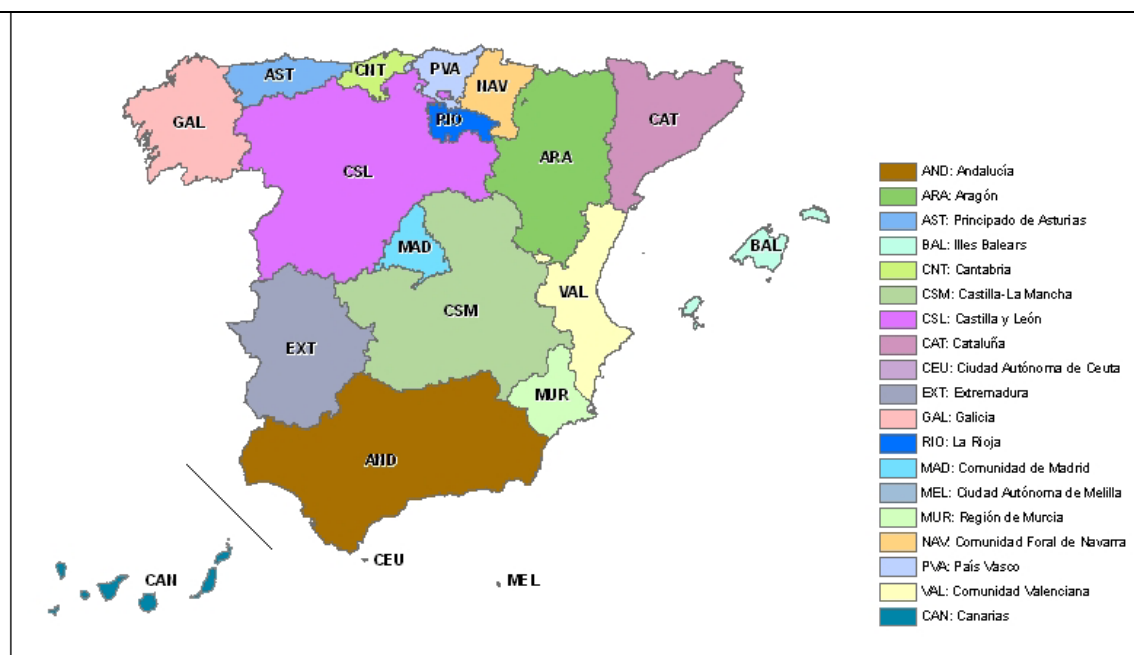 AST
CNT
PVA
NAV
GAL
RIO
CAT
ARA
CSL
MAD
BAL
VAL
CSM
EXT
MUR
AND
CEU
MEL
CAN
AND: Andalucía
ARA: Aragón
AST: Principado de Asturias
BAL: Illes Balears
CNT: Cantabria
CSM: Castilla-La Mancha
CSL: Castilla y León
CAT: Cataluña
CEU: Ciudad Autónoma de Ceuta
EXT: Extremadura
GAL: Galicia
RIO: La Rioja
MAD: Comunidad de Madrid
MEL: Ciudad Autónoma de Melilla
MUR: Región de Murcia
NAV: Comunidad Foral de Navarra
PVA: País Vasco
VAL: Comunidad Valenciana
CAN: Canarias